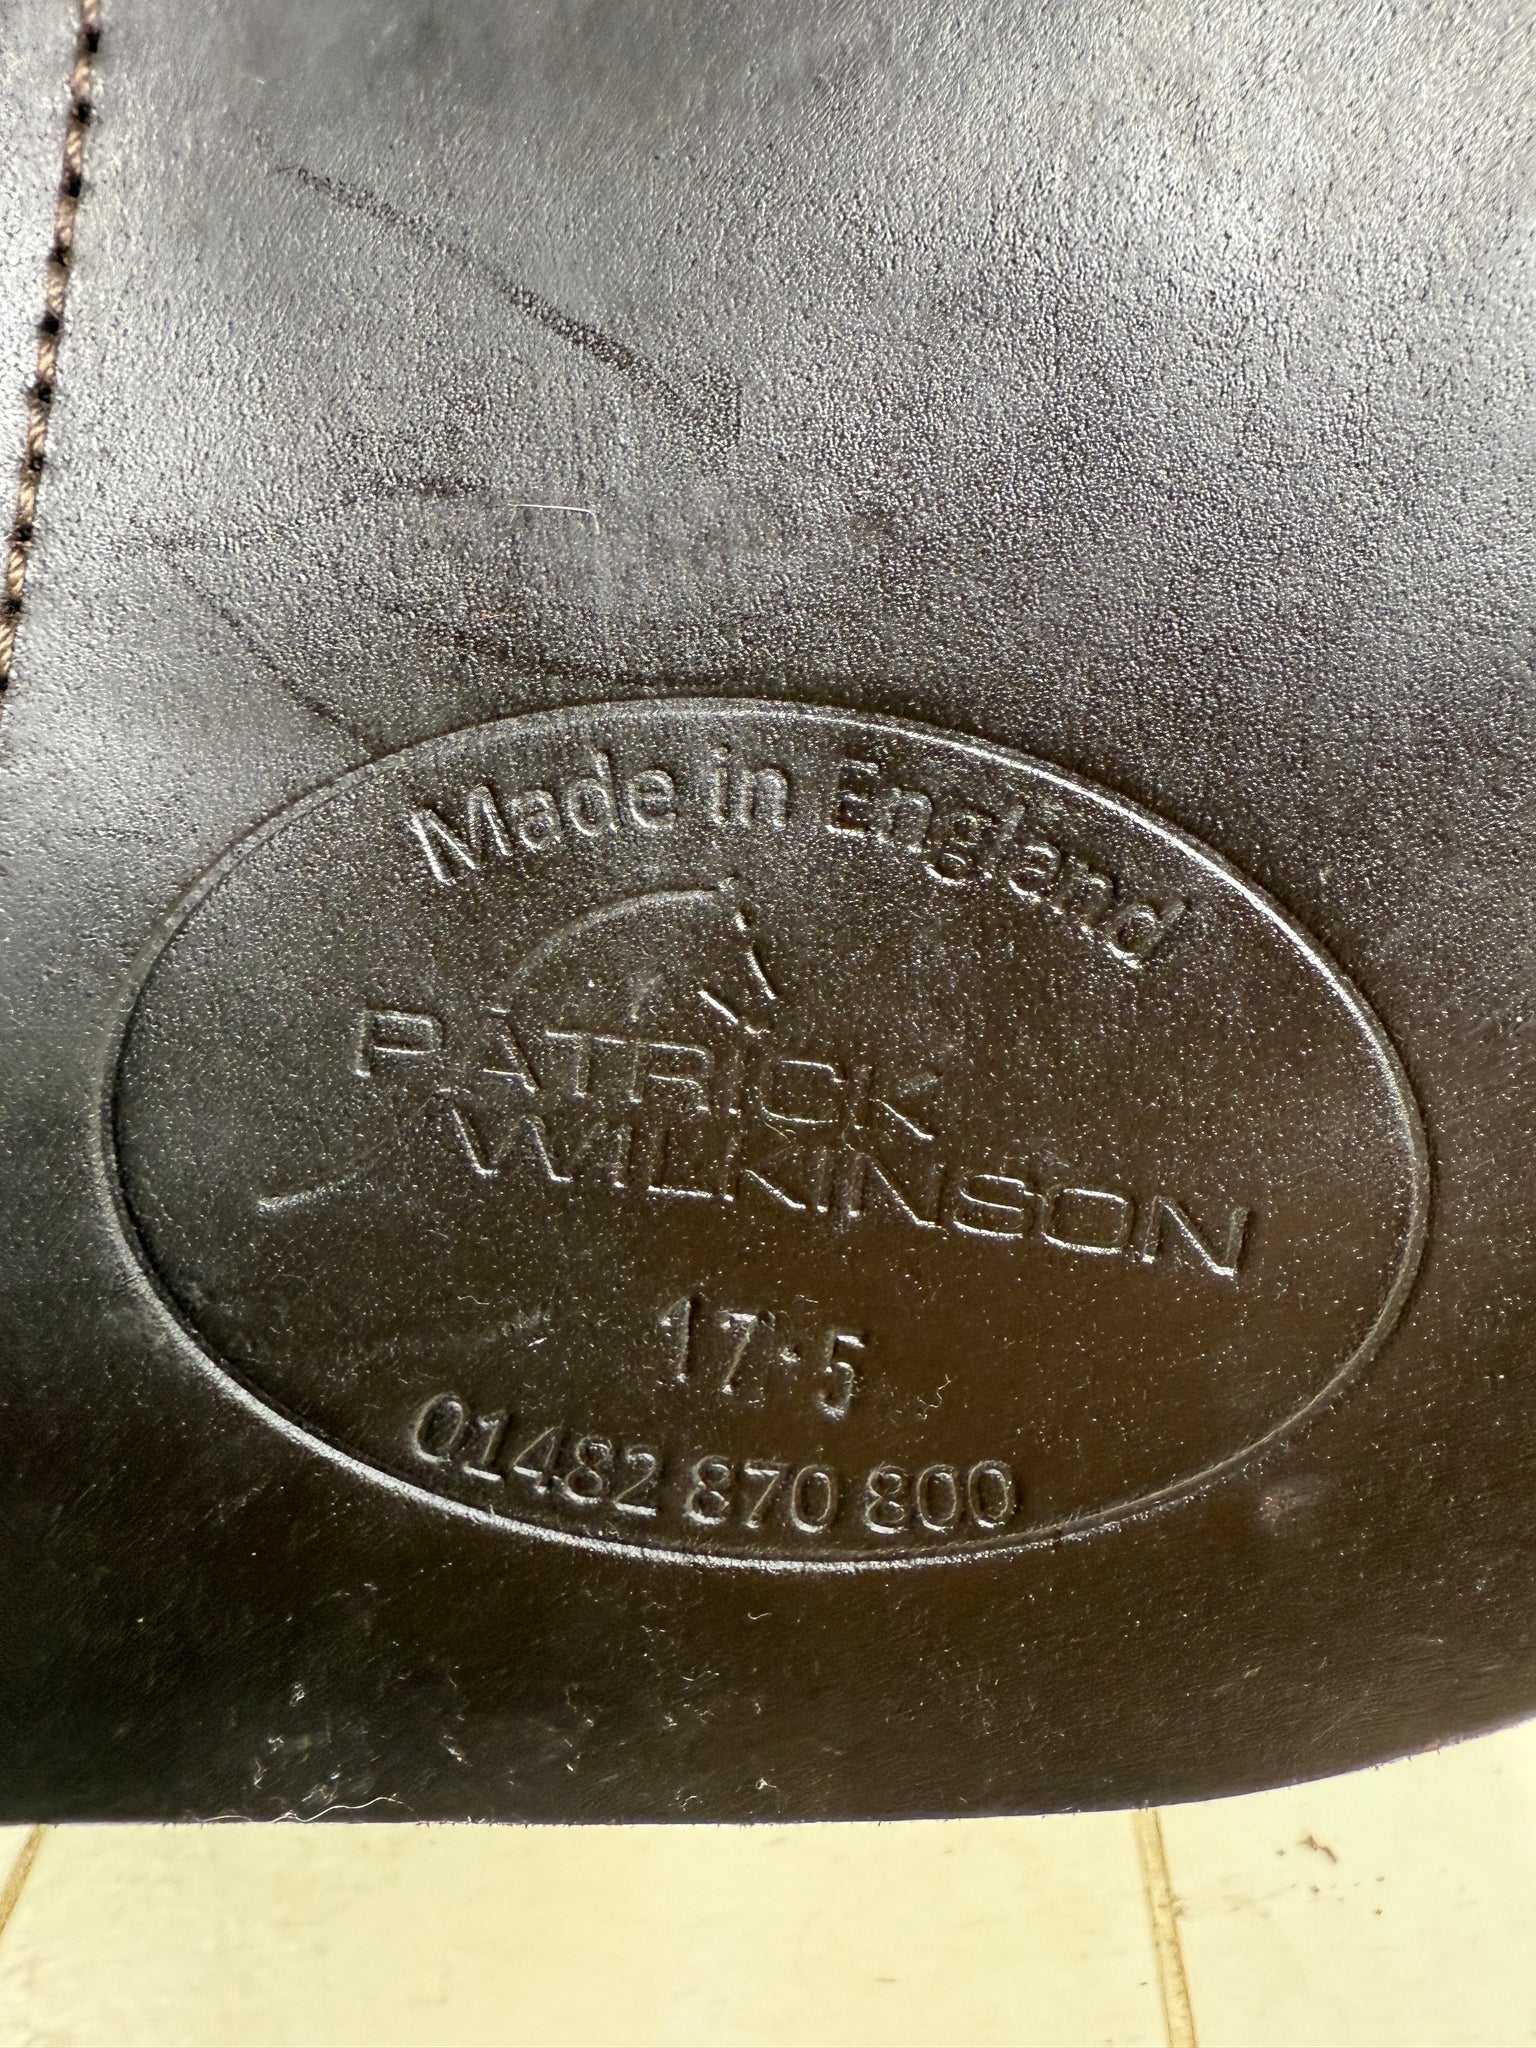 Made in England
PATRICK
WILKINSON
17.5
01482 870 800